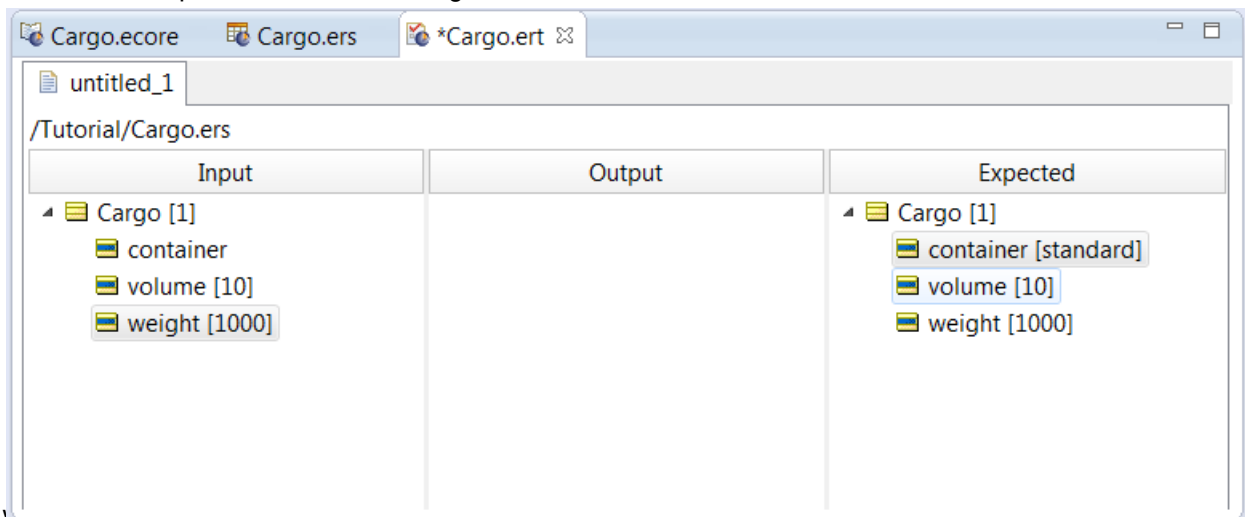 Cargo.ecore Cargo.ers *Cargo.ert
untitled_1
/Tutorial/Cargo.ers
Input Output Expected
Cargo [1] Cargo [1]
container container [standard]
volume [10] volume [10]
weight [1000] weight [1000]